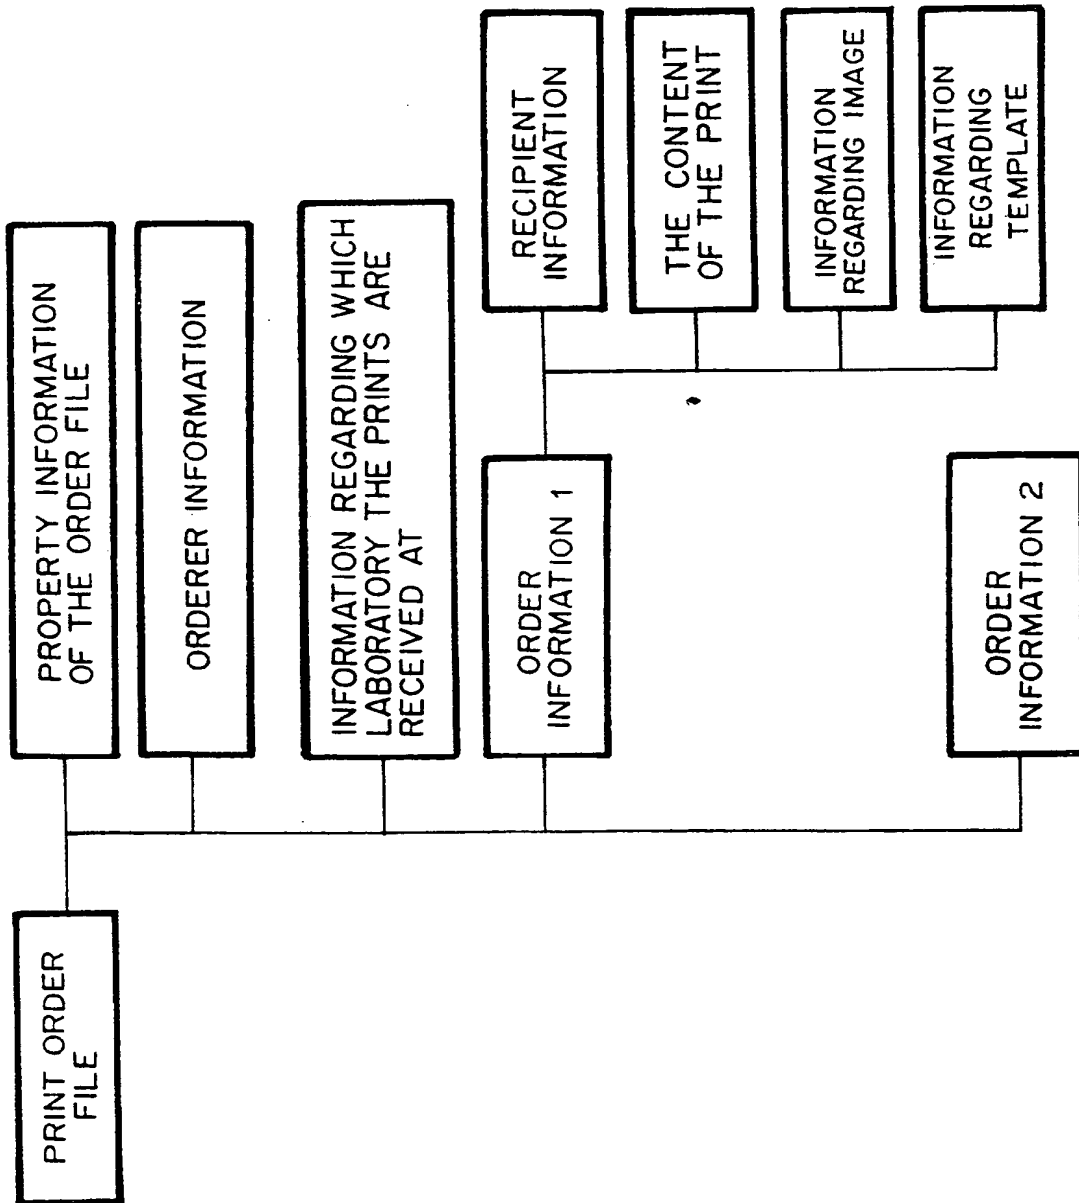 PRINT ORDER
FILE
PROPERTY INFORMATION
OF THE ORDER FILE
ORDERER INFORMATION
INFORMATION REGARDING WHICH
LABORATORY THE PRINTS ARE
RECEIVED AT
ORDER
INFORMATION 1
RECIPIENT
INFORMATION
THE CONTENT
OF THE PRINT
INFORMATION
REGARDING IMAGE
INFORMATION
REGARDING
TEMPLATE
ORDER
INFORMATION 2